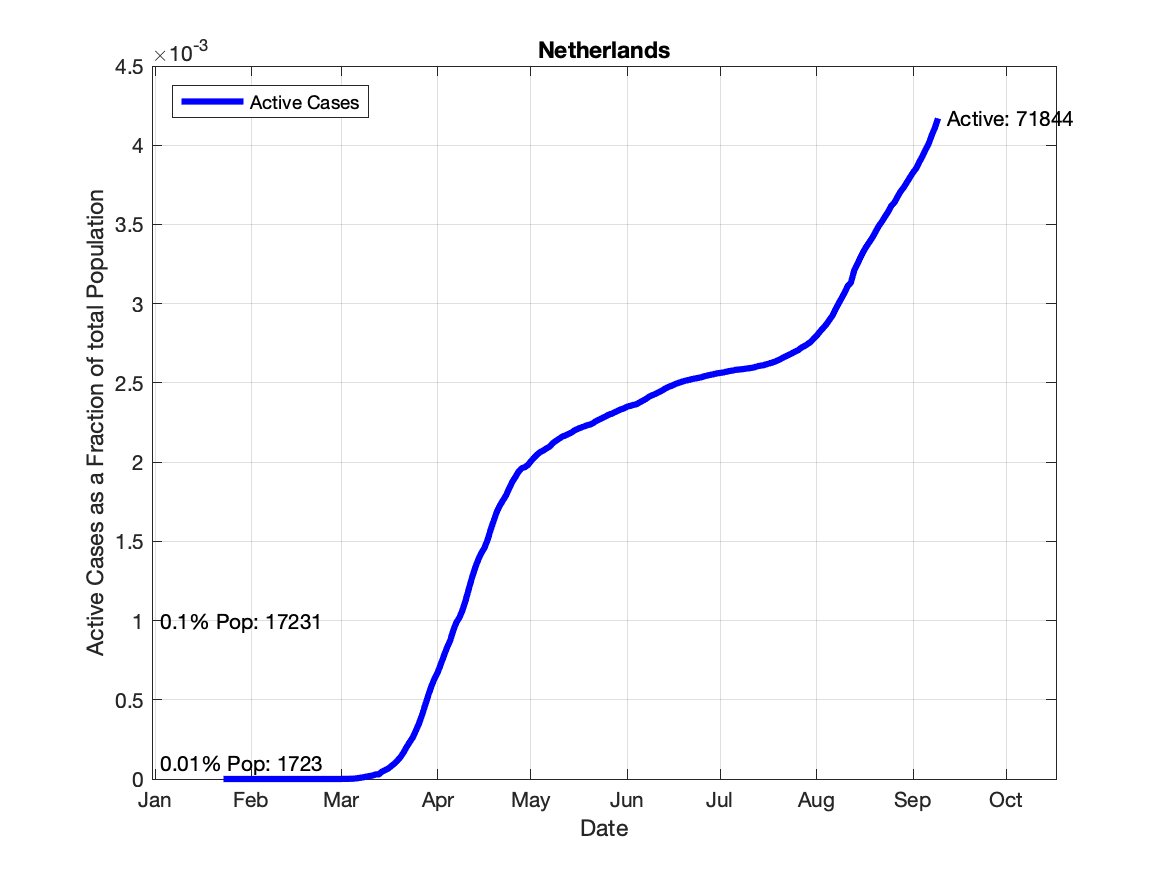 Netherlands
×10-3
Active Cases
Active: 71844
4.5
4
3.5
3
2.5
2
1.5
1
0.5
0
0.1% Pop: 17231
0.01% Pop: 1723
Active Cases as a Fraction of total Population
Jan Feb Mar Apr May Jun Jul Aug Sep Oct
Date